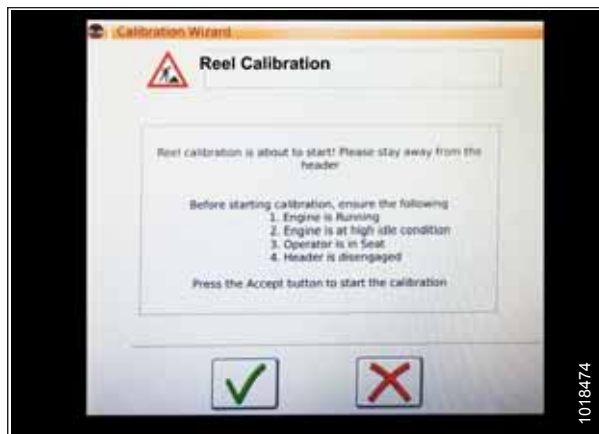 Calibration Wizard
Reel Calibration
Reel calibration is about to start! Please stay away from the
header
Before starting calibration, ensure the following
1. Engine is Running
2. Engine is at high idle condition
3. Operator is in Seat
4. Header is disengaged
Press the Accept button to start the calibration
1018474